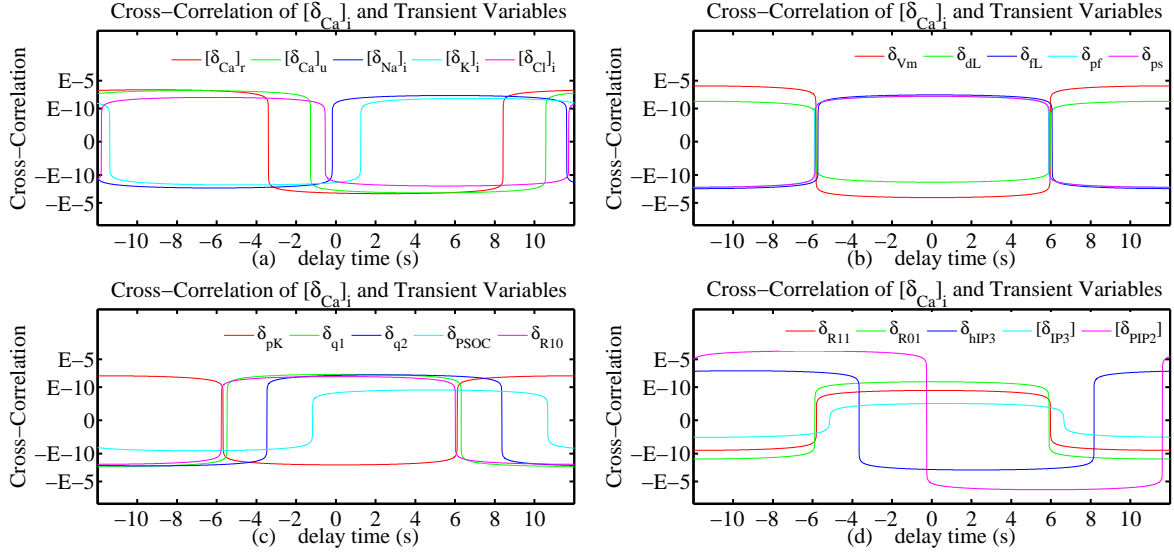 Cross−Correlation of [δCa]i and Transient Variables
[δCa]r [δCa]u [δNa]i [δK]i [δCl]i
Cross−Correlation
E−5
E−10
0
−E−10
−E−5
−10 −8 −6 −4 −2 0 2 4 6 8 10
(a) delay time (s)
Cross−Correlation of [δCa]i and Transient Variables
δVm δdL δfL δpf δps
Cross−Correlation
E−5
E−10
0
−E−10
−E−5
−10 −8 −6 −4 −2 0 2 4 6 8 10
(b) delay time (s)
Cross−Correlation of [δCa]i and Transient Variables
δpK δq1 δq2 δPSOC δR10
Cross−Correlation
E−5
E−10
0
−E−10
−E−5
−10 −8 −6 −4 −2 0 2 4 6 8 10
(c) delay time (s)
Cross−Correlation of [δCa]i and Transient Variables
δR11 δR01 δhIP3 [δIP3] [δPIP2]
Cross−Correlation
E−5
E−10
0
−E−10
−E−5
−10 −8 −6 −4 −2 0 2 4 6 8 10
delay time (s) (d)